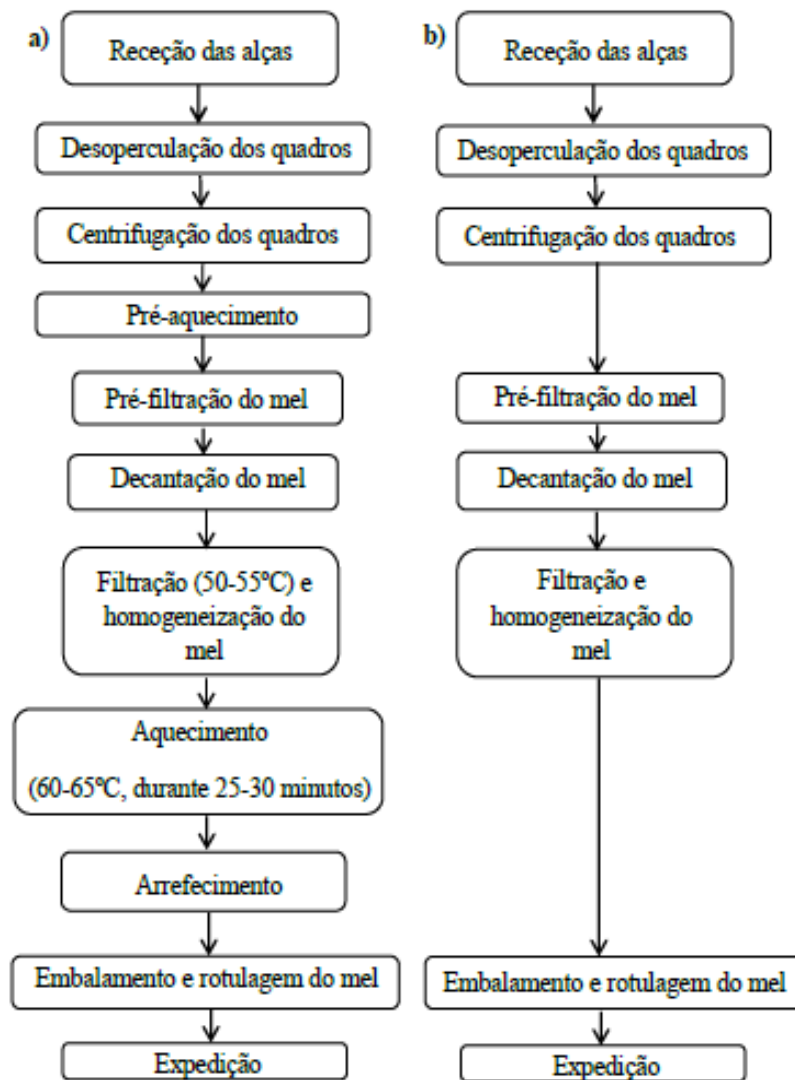 a)
Receção das alças
Desoperculação dos quadros
Centrifugação dos quadros
Pré-aquecimento
Pré-filtração do mel
Decantação do mel
Filtração (50-55ºC) e
homogeneização do
mel
Aquecimento
(60-65ºC, durante 25-30 minutos)
Arrefecimento
Embalamento e rotulagem do mel
Expedição
b)
Receção das alças
Desoperculação dos quadros
Centrifugação dos quadros
Pré-filtração do mel
Decantação do mel
Filtração e
homogeneização do
mel
Embalamento e rotulagem do mel
Expedição